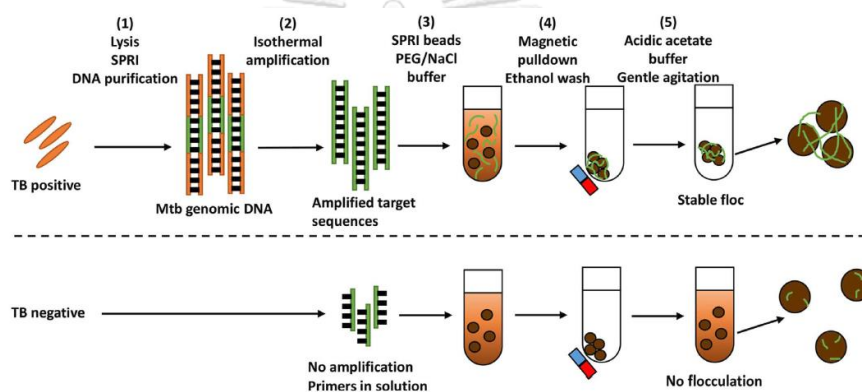 (1)
Lysis
SPRI
DNA purification
(2)
Isothermal
amplification
(3)
SPRI beads
PEG/NaCl
buffer
(4)
Magnetic
pulldown
Ethanol wash
(5)
Acidic acetate
buffer
Gentle agitation
TB positive
Mtb genomic DNA
Amplified target
sequences
Stable floc
TB negative
No amplification
Primers in solution
No flocculation